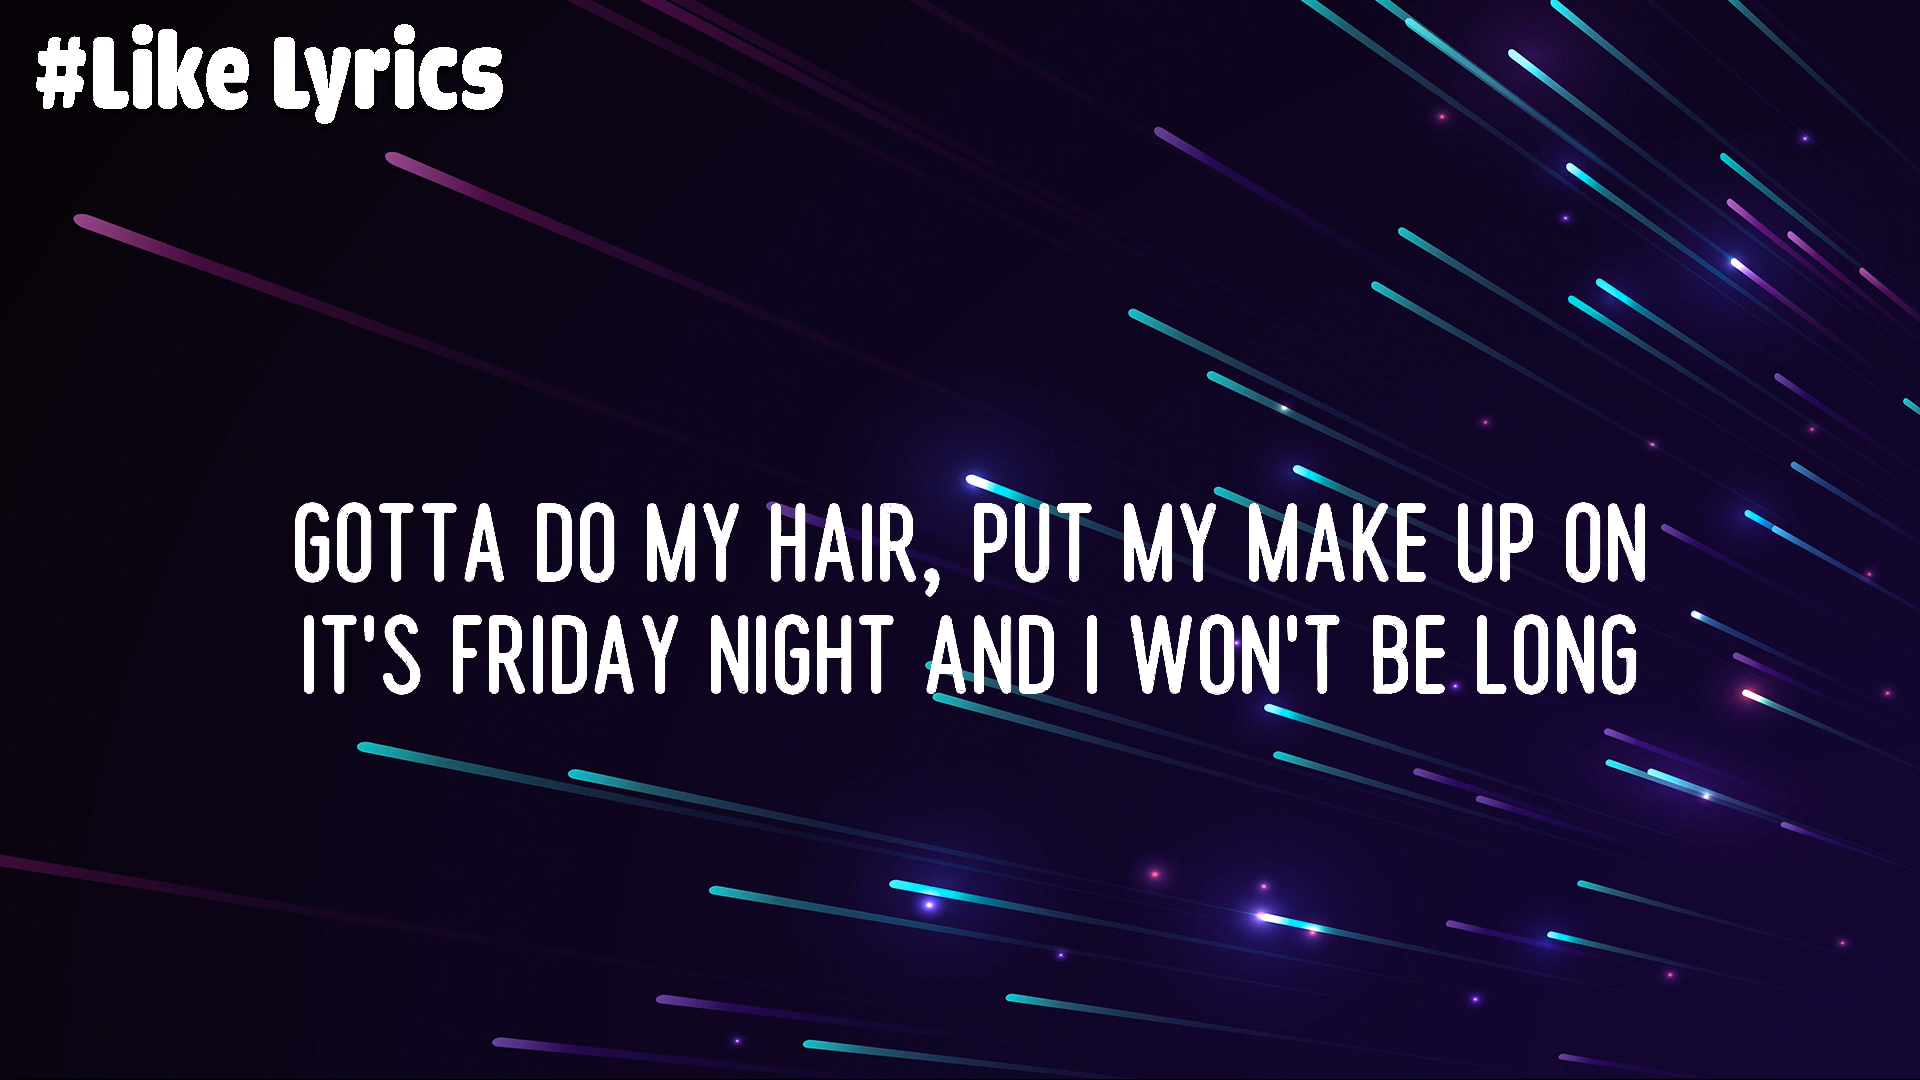 #Like Lyrics
GOTTA DO MY HAIR, PUT MY MAKE UP ON
IT'S FRIDAY NIGHT AND I WON'T BE LONG